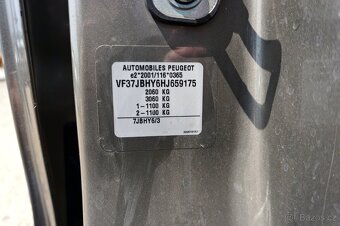 AUTOMOBILES PEUGEOT
e2*2001/116*0365
VF37JBHY6HJ659175
2060 KG
3060 KG
1-1100 KG
2-1100 KG
7JBHY6/3
Bazoš.cz